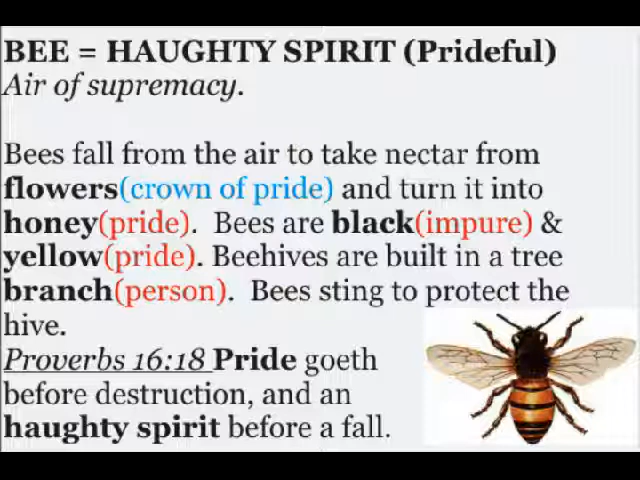 BEE = HAUGHTY SPIRIT (Prideful)
Air of supremacy.
Bees fall from the air to take nectar from
flowers(crown of pride) and turn it into
honey(pride).  Bees are black(impure) &
yellow(pride). Beehives are built in a tree
branch(person).  Bees sting to protect the
hive.
Proverbs 16:18 Pride goeth
before destruction, and an
haughty spirit before a fall.